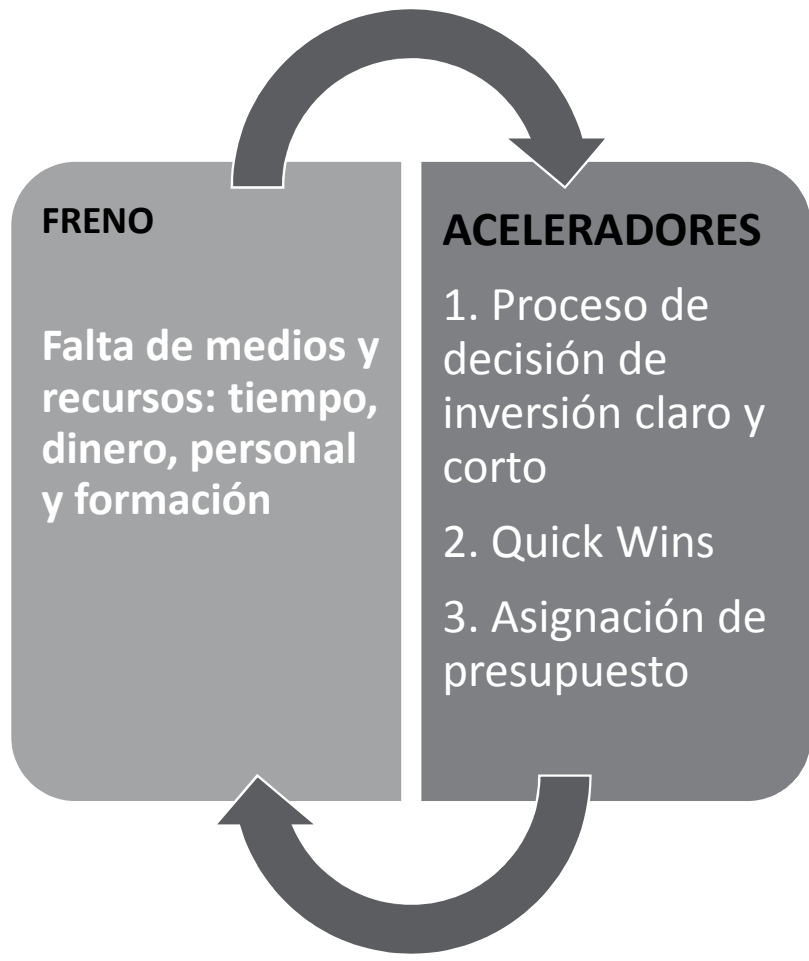 FRENO
Falta de medios y
recursos: tiempo,
dinero, personal
y formación
ACELERADORES
1. Proceso de
decisión de
inversión claro y
corto
2. Quick Wins
3. Asignación de
presupuesto